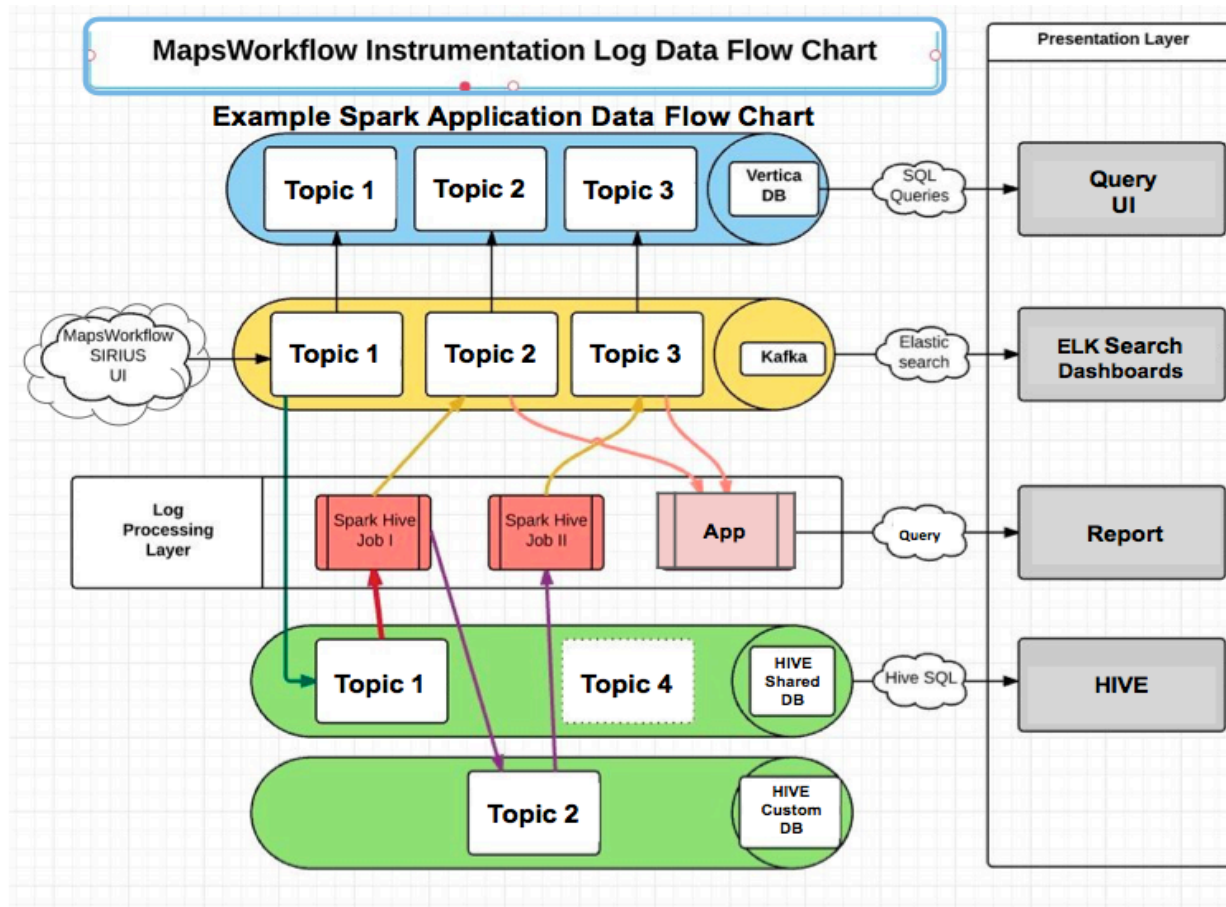 MapsWorkflow Instrumentation Log Data Flow Chart
Presentation Layer
Example Spark Application Data Flow Chart
Topic 1
Topic 2
Topic 3
Vertica
DB
SQL
Queries
Query
UI
MapsWorkflow
SIRIUS
UI
Topic 1
Topic 2
Topic 3
Kafka
Elastic
search
ELK Search
Dashboards
Log
Processing
Layer
Spark Hive
Job I
Spark Hive
Job II
App
Query
Report
Topic 1
Topic 4
HIVE
Shared
DB
Hive SQL
HIVE
Topic 2
HIVE
Custom
DB